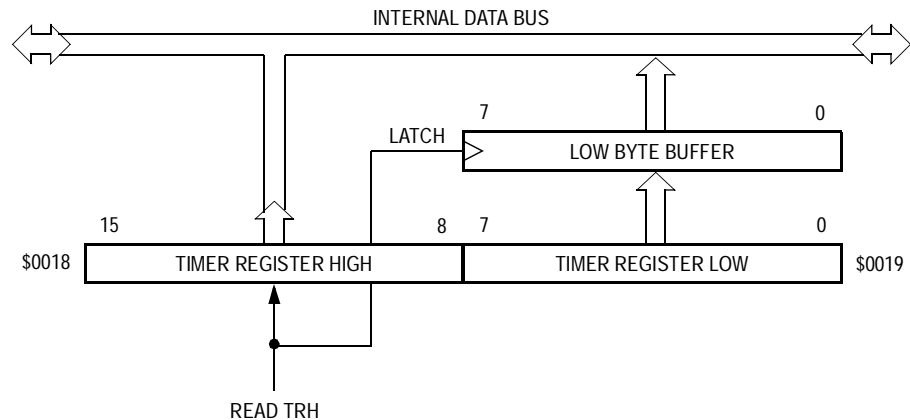 INTERNAL DATA BUS
7 0
LATCH
LOW BYTE BUFFER
15 8 7 0
$0018 TIMER REGISTER HIGH TIMER REGISTER LOW $0019
READ TRH